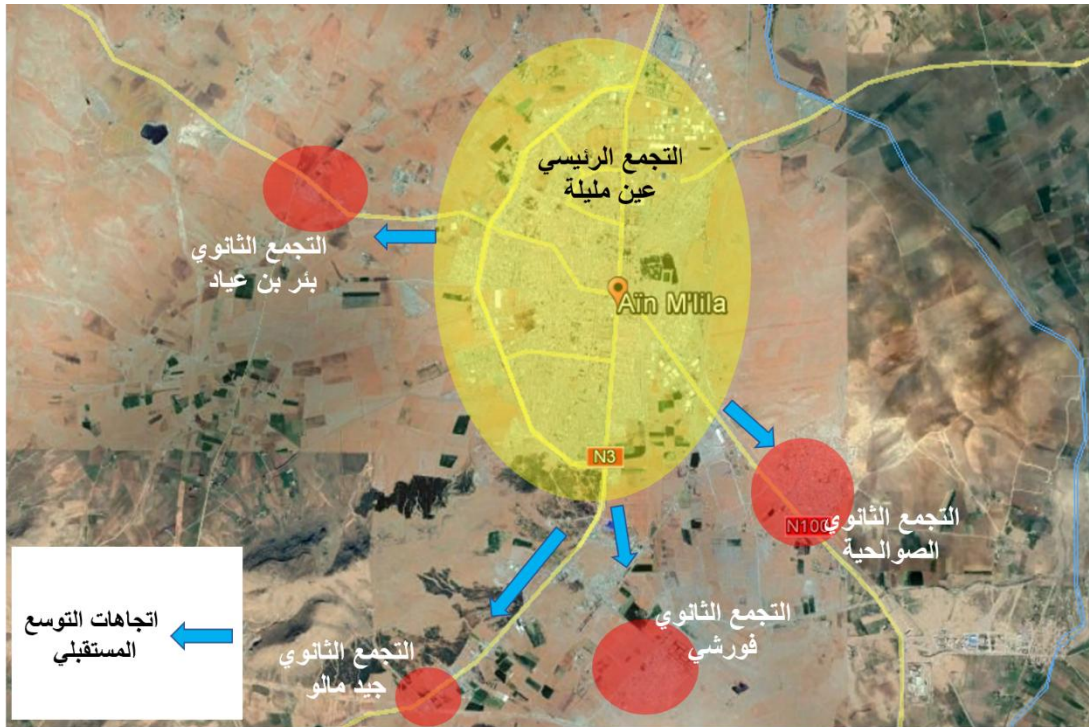 التجمع الرئيسي
عين مليلة
التجمع الثانوي
بئر بن عياد
Aïn M'lila
N3
N100
التجمع الثانوي
الصوالحية
التجمع الثانوي
فورشي
التجمع الثانوي
جيد مالو
اتجاهات التوسع
المستقبلي